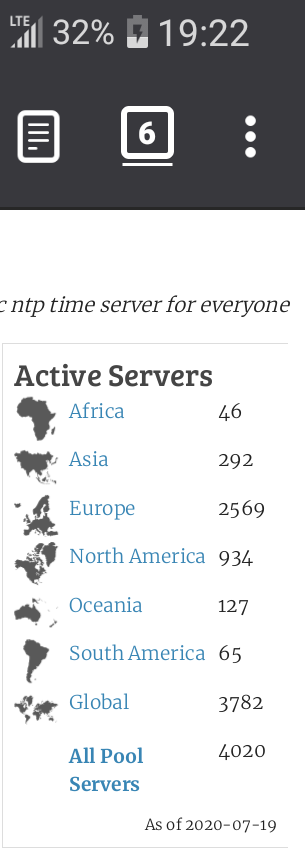 LTE 32% 19:22
6
c ntp time server for everyone
Active Servers
Africa 46
Asia 292
Europe 2569
North America 934
Oceania 127
South America 65
Global 3782
All Pool 4020
Servers
As of 2020-07-19